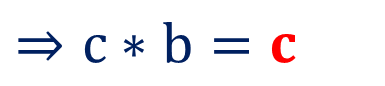 ⇒ c ∗ b = c